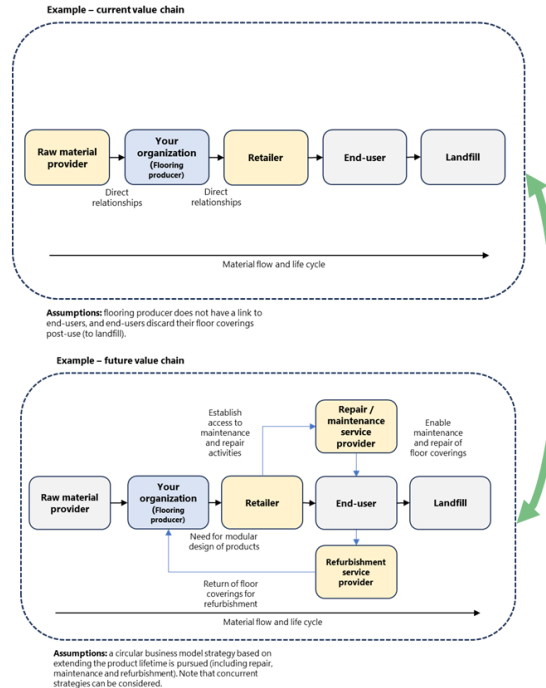 Example – current value chain
Raw material
provider
Your
organization
(Flooring
producer)
Retailer
End-user
Landfill
Direct
relationships
Direct
relationships
Material flow and life cycle
Assumptions: flooring producer does not have a link to
end-users, and end-users discard their floor coverings
post-use (to landfill).
Example – future value chain
Establish
access to
maintenance
and repair
activities
Repair /
maintenance
service
provider
Enable
maintenance
and repair of
floor coverings
Raw material
provider
Your
organization
(Flooring
producer)
Retailer
End-user
Landfill
Need for modular
design of products
Refurbishment
service
provider
Return of floor
coverings for
refurbishment
Material flow and life cycle
Assumptions: a circular business model strategy based on
extending the product lifetime is pursued (including repair,
maintenance and refurbishment). Note that concurrent
strategies can be considered.